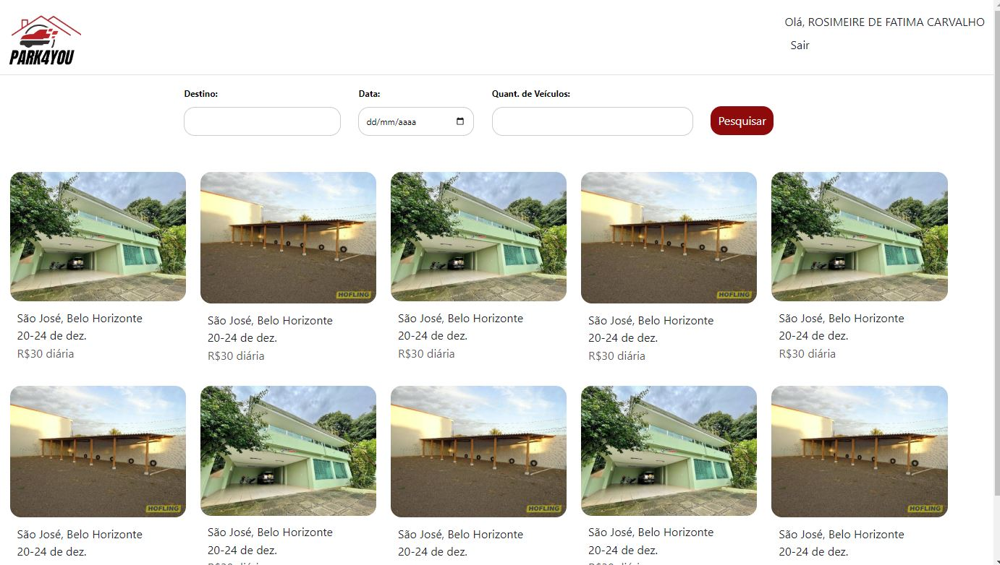 Olá, ROSIMEIRE DE FATIMA CARVALHO
PARK4YOU
Sair
Destino:
Data:
Quant. de Veículos:
dd/mm/aaaa
Pesquisar
HOFLING
HOFLING
São José, Belo Horizonte
20-24 de dez.
R$30 diária
São José, Belo Horizonte
20-24 de dez.
R$30 diária
São José, Belo Horizonte
20-24 de dez.
R$30 diária
São José, Belo Horizonte
20-24 de dez.
R$30 diária
São José, Belo Horizonte
20-24 de dez.
R$30 diária
HOFLING
HOFLING
HOFLING
São José, Belo Horizonte
20-24 de dez.
São José, Belo Horizonte
20-24 de dez.
São José, Belo Horizonte
20-24 de dez.
São José, Belo Horizonte
20-24 de dez.
São José, Belo Horizonte
20-24 de dez.